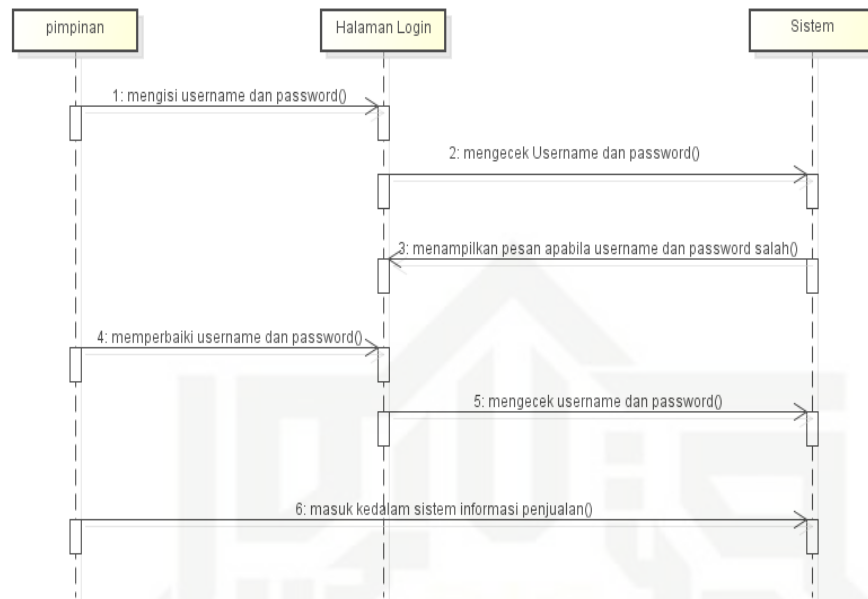 pimpinan
Halaman Login
Sistem
1: mengisi username dan password()
2: mengecek Username dan password()
3: menampilkan pesan apabila username dan password salah()
4: memperbaiki username dan password()
5: mengecek username dan password()
6: masuk kedalam sistem informasi penjualan()